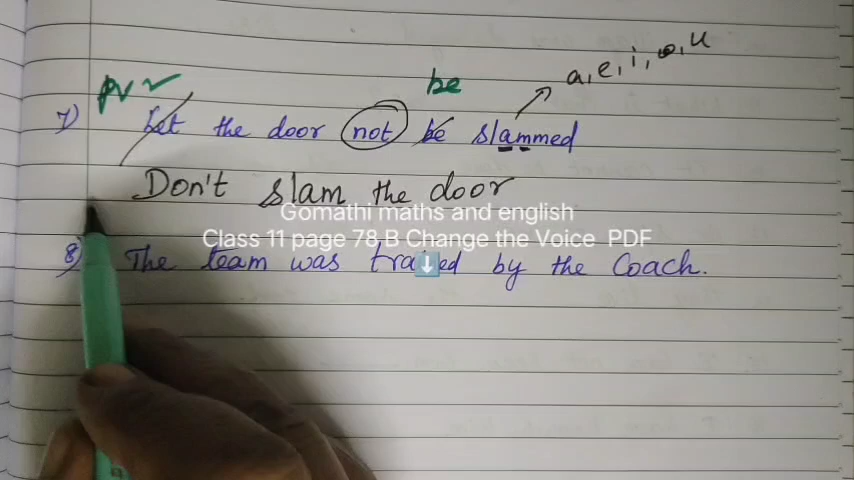 a, e, i, o, u
PV be
7) Let the door not be slammed
Don't slam the door
Gomathi maths and english
Class 11 page 78,B Change the Voice PDF
8) The team was trained by the Coach.